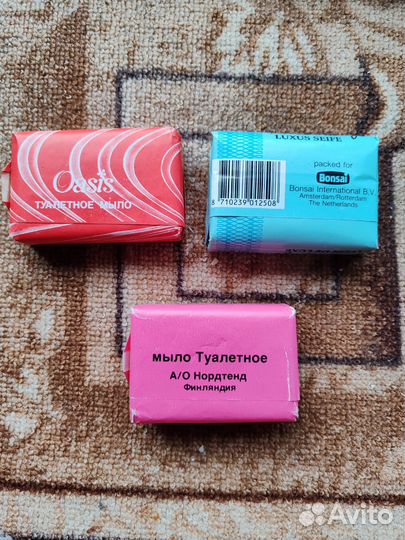 Oasis
ТУАЛЕТНОЕ МЫЛО
LUXUS SEIFE
packed for
Bonsai
Bonsai International B.V.
Amsterdam/Rotterdam
The Netherlands
8 710239 012508
мыло Туалетное
А/О Нордтенд
Финляндия
Avito